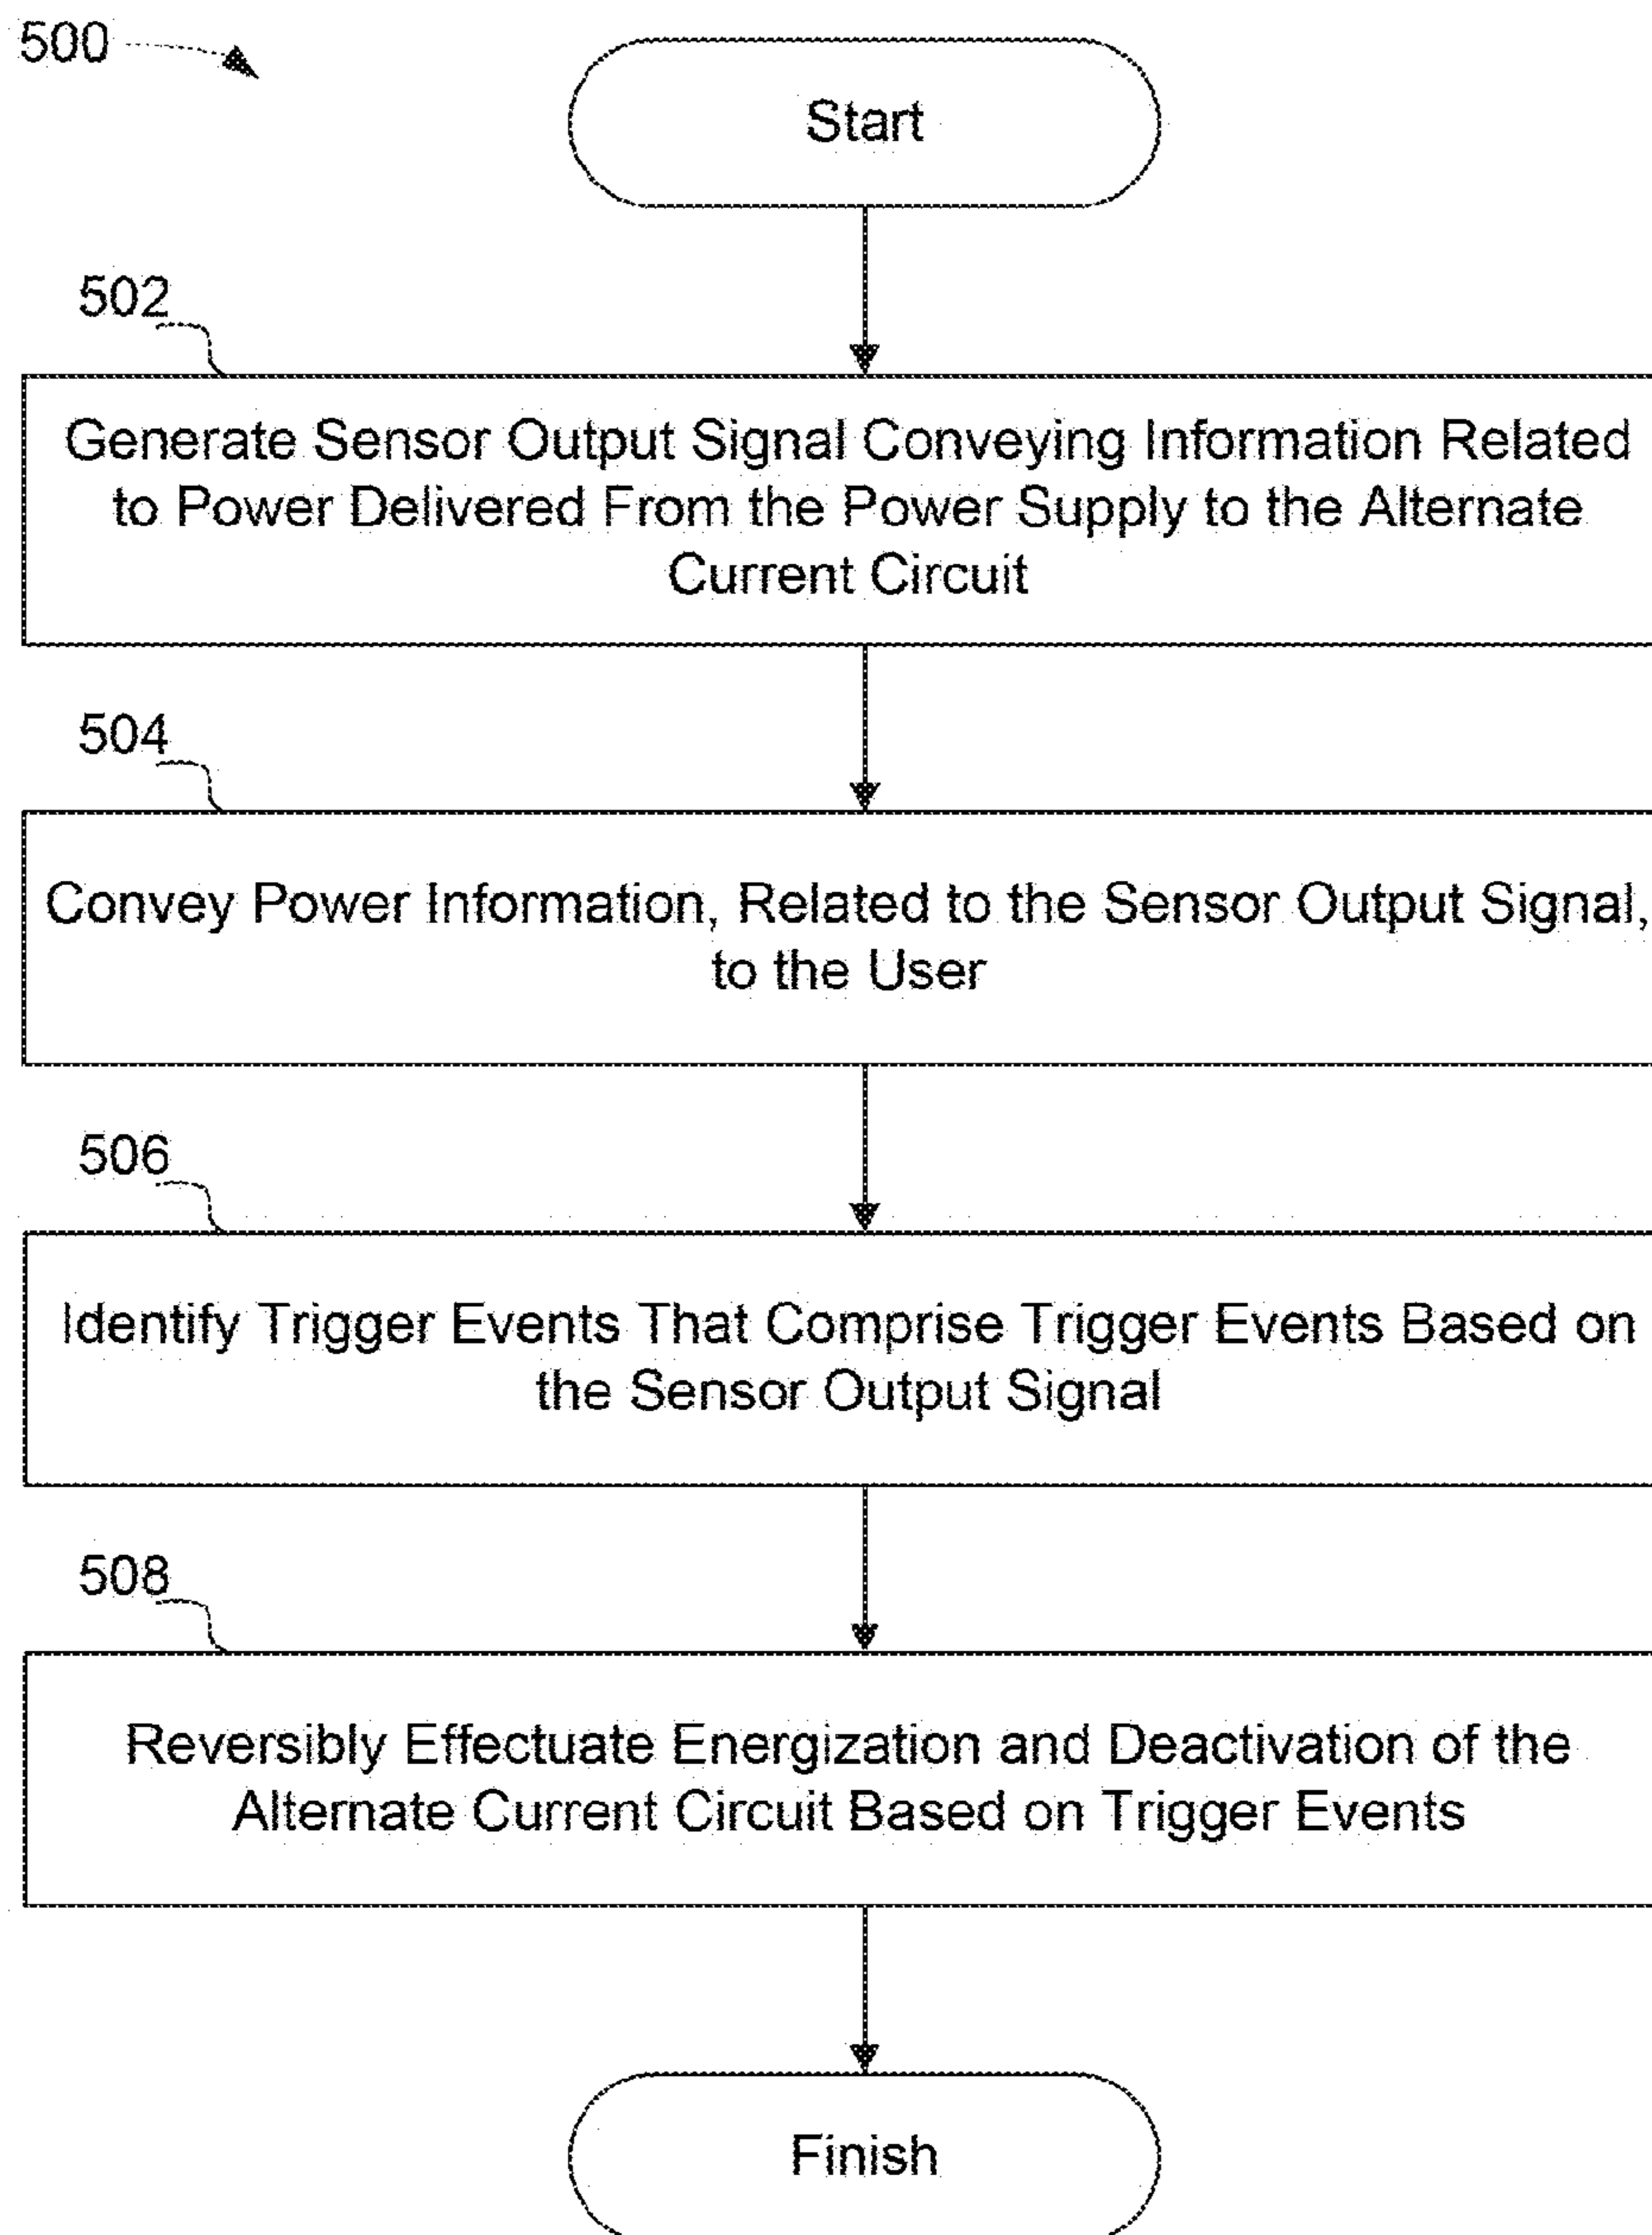 500
Start
502
Generate Sensor Output Signal Conveying Information Related
to Power Delivered From the Power Supply to the Alternate
Current Circuit
504
Convey Power Information, Related to the Sensor Output Signal,
to the User
506
Identify Trigger Events That Comprise Trigger Events Based on
the Sensor Output Signal
508
Reversibly Effectuate Energization and Deactivation of the
Alternate Current Circuit Based on Trigger Events
Finish